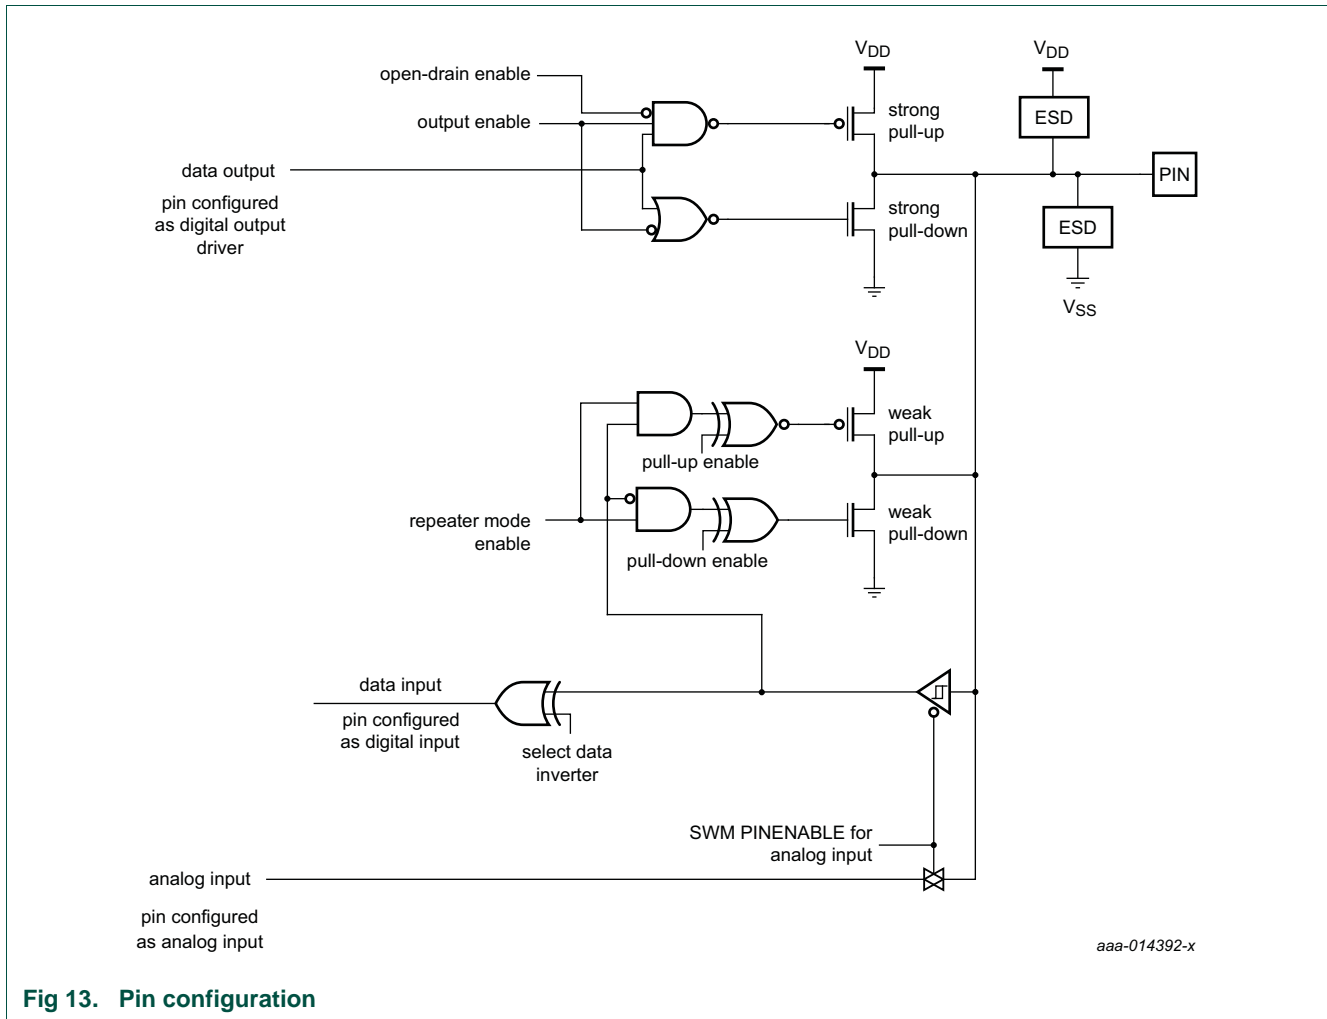 VDD
open-drain enable
strong
pull-up
output enable
data output
pin configured
as digital output
driver
strong
pull-down
VDD
ESD
PIN
ESD
VSS
VDD
weak
pull-up
pull-up enable
repeater mode
enable
weak
pull-down
pull-down enable
data input
pin configured
as digital input
select data
inverter
SWM PINENABLE for
analog input
analog input
pin configured
as analog input
aaa-014392-x
Fig 13. Pin configuration